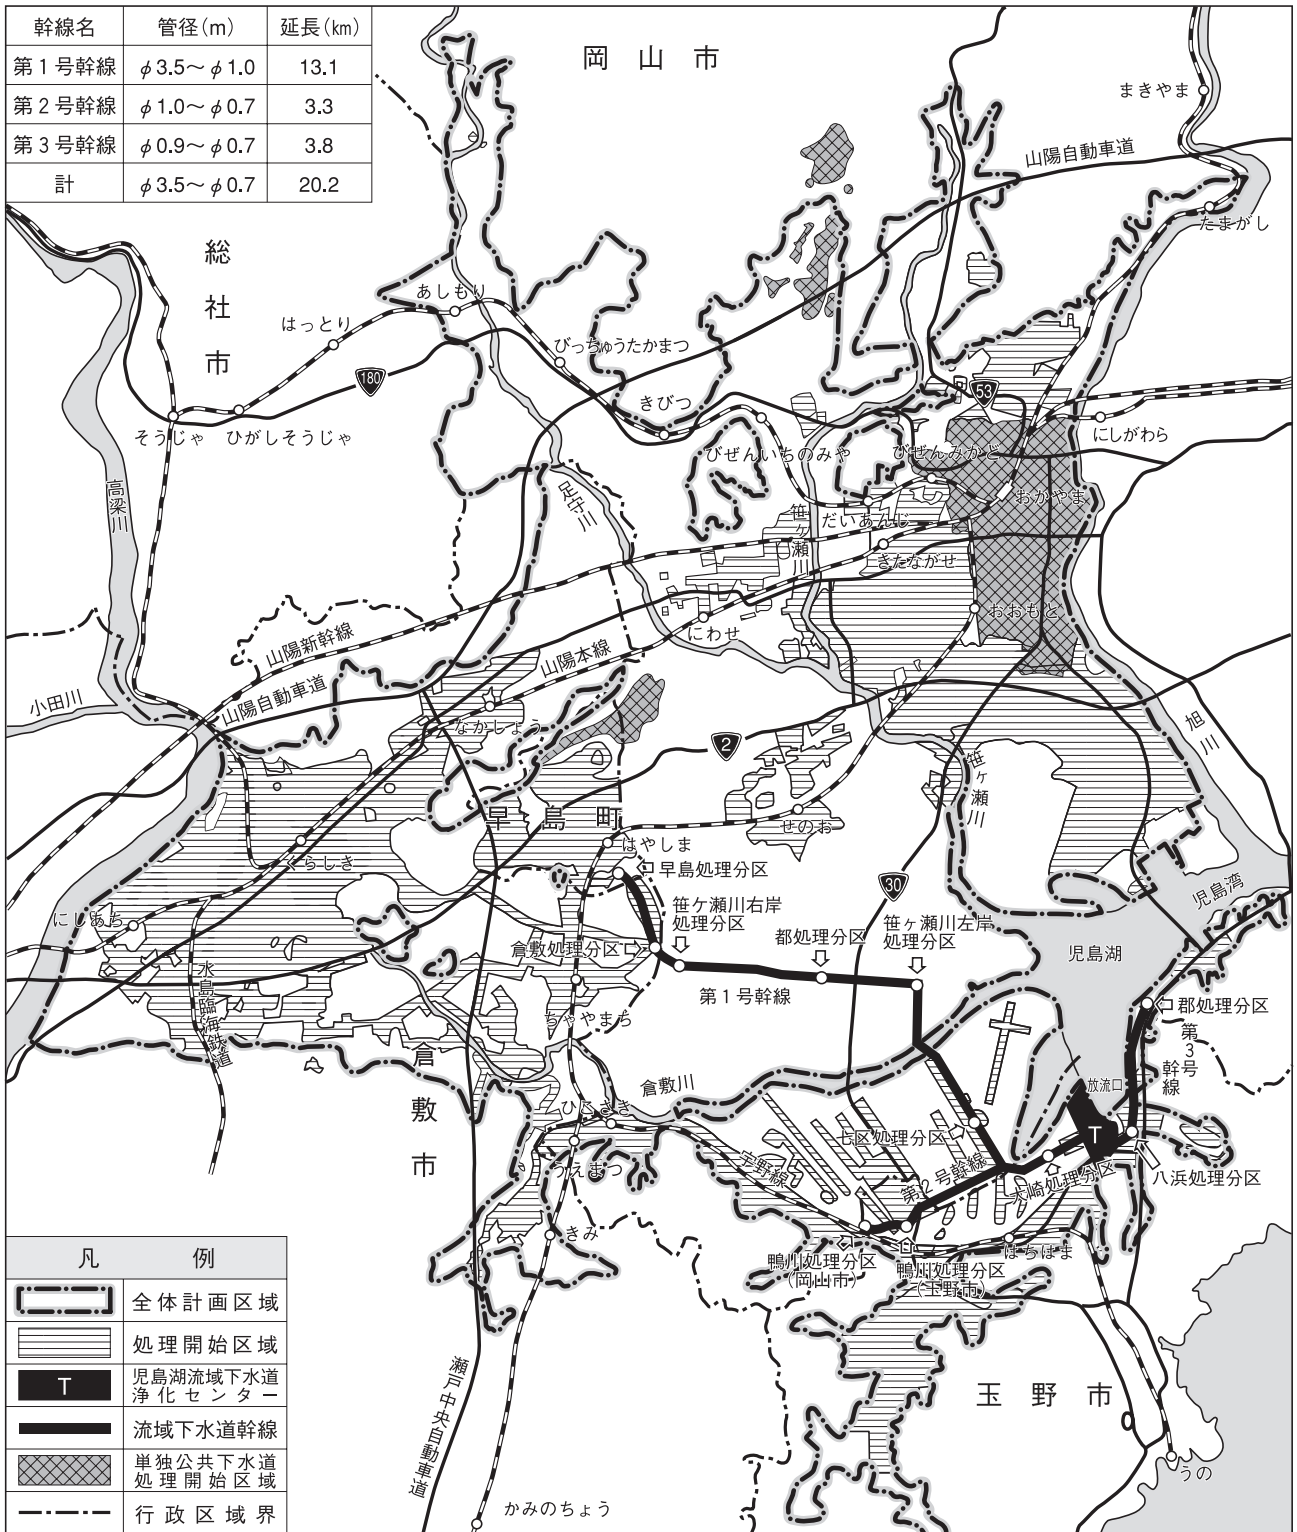 幹線名 管径(m) 延長(km)
第1号幹線 φ3.5～φ1.0 13.1
第2号幹線 φ1.0～φ0.7 3.3
第3号幹線 φ0.9～φ0.7 3.8
計 φ3.5～φ0.7 20.2
岡山市
まきやま
山陽自動車道
たまがし
総社市
あしもり
はっとり
びっちゅうたかまつ
180
きびつ
53
そうじゃ
ひがしそうじゃ
びぜんいちのみや
びぜんみかど
にしがわら
高梁川
足守川
笹ヶ瀬川
だいあんじ
おかやま
きたながせ
おおもと
にわせ
山陽新幹線
山陽本線
山陽自動車道
小田川
なかしょう
2
旭川
笹ヶ瀬川
早島町
せのお
はやしま
くらしき
早島処理分区
30
児島湾
にしあち
笹ケ瀬川右岸
処理分区
倉敷処理分区
都処理分区
笹ヶ瀬川左岸
処理分区
児島湖
水島臨海鉄道
第1号幹線
郡処理分区
ちゃやまち
第3号幹線
倉敷市
倉敷川
放流口
ひこさき
七区処理分区
T
うえまつ
宇野線
第2号幹線
大崎処理分区
八浜処理分区
きみ
はちはま
鴨川処理分区
(岡山市)
鴨川処理分区
(玉野市)
瀬戸中央自動車道
玉野市
うの
かみのちょう
凡例
全体計画区域
処理開始区域
T
児島湖流域下水道
浄化センター
流域下水道幹線
単独公共下水道
処理開始区域
行政区域界